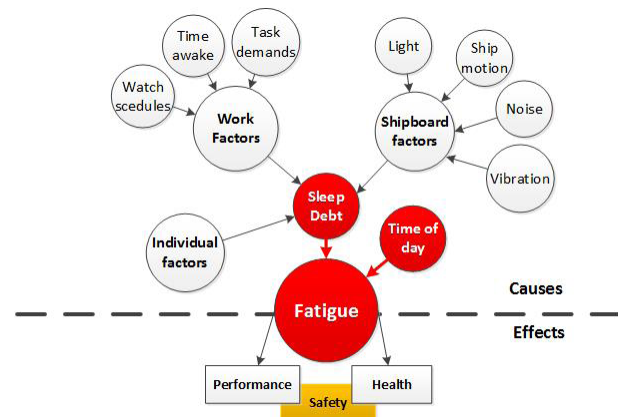 Time
awake
Task
demands
Watch
scedules
Work
Factors
Light
Ship
motion
Noise
Vibration
Shipboard
factors
Sleep
Debt
Time of
day
Individual
factors
Fatigue
Causes
Effects
Performance
Health
Safety